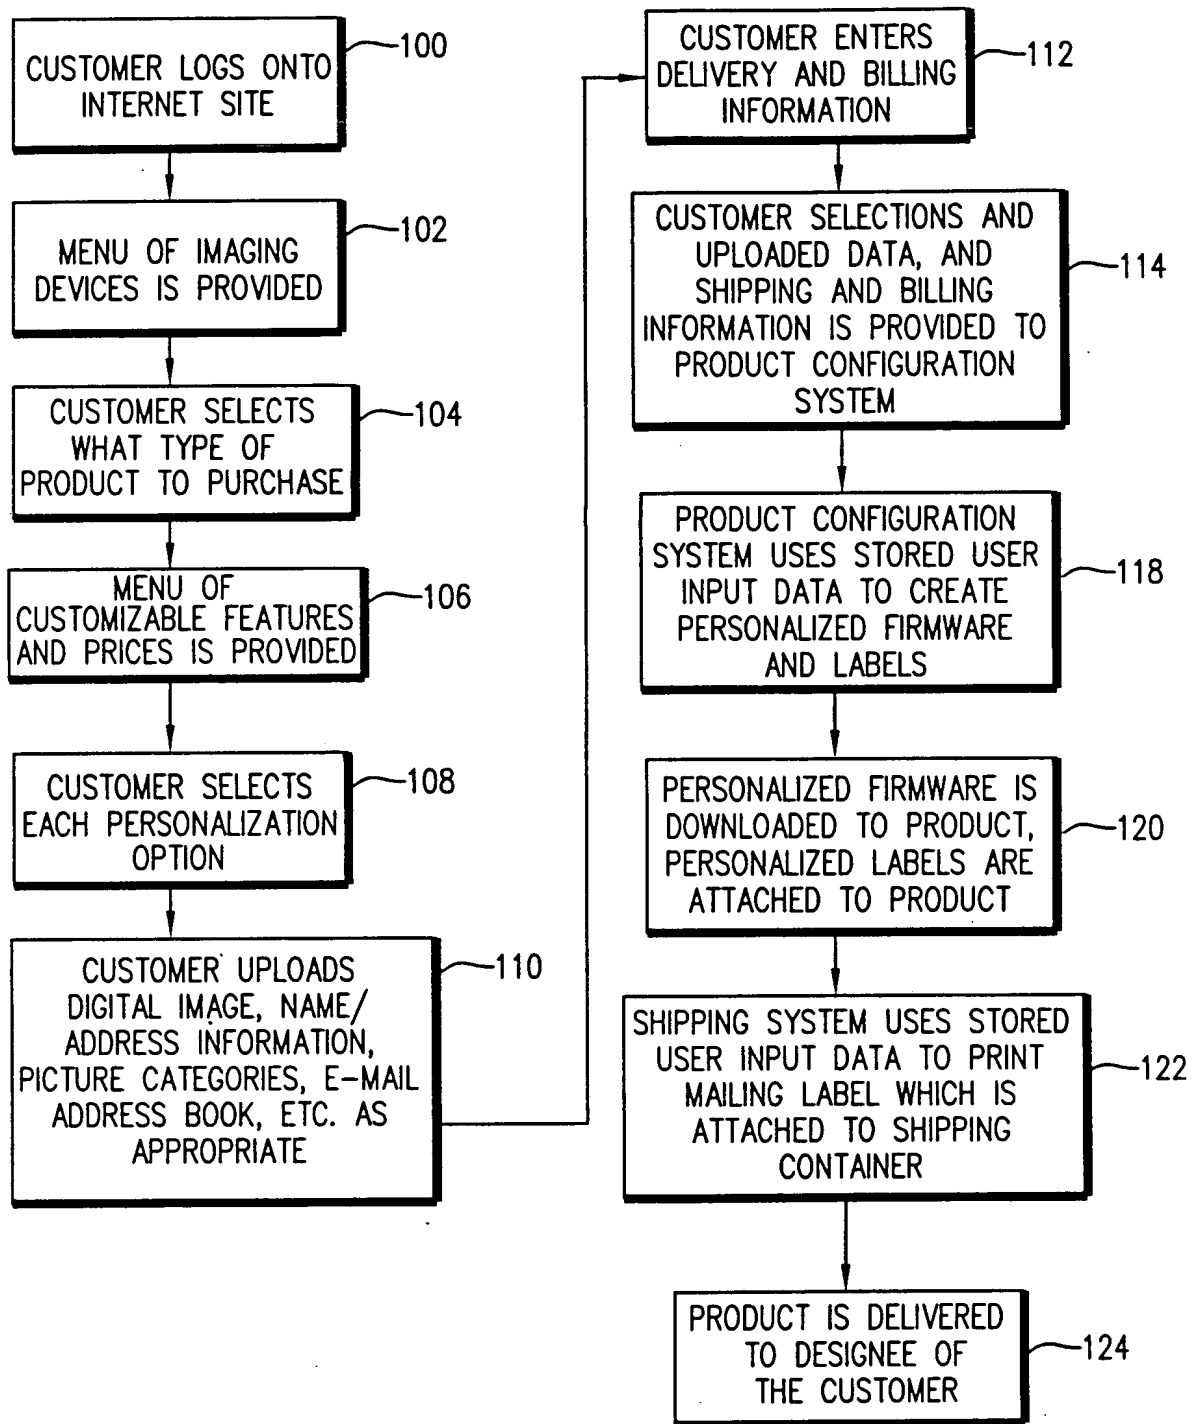 CUSTOMER LOGS ONTO
INTERNET SITE
100
MENU OF IMAGING
DEVICES IS PROVIDED
102
CUSTOMER SELECTS
WHAT TYPE OF
PRODUCT TO PURCHASE
104
MENU OF
CUSTOMIZABLE FEATURES
AND PRICES IS PROVIDED
106
CUSTOMER SELECTS
EACH PERSONALIZATION
OPTION
108
CUSTOMER UPLOADS
DIGITAL IMAGE, NAME/
ADDRESS INFORMATION,
PICTURE CATEGORIES, E-MAIL
ADDRESS BOOK, ETC. AS
APPROPRIATE
110
CUSTOMER ENTERS
DELIVERY AND BILLING
INFORMATION
112
CUSTOMER SELECTIONS AND
UPLOADED DATA, AND
SHIPPING AND BILLING
INFORMATION IS PROVIDED TO
PRODUCT CONFIGURATION
SYSTEM
114
PRODUCT CONFIGURATION
SYSTEM USES STORED USER
INPUT DATA TO CREATE
PERSONALIZED FIRMWARE
AND LABELS
118
PERSONALIZED FIRMWARE IS
DOWNLOADED TO PRODUCT,
PERSONALIZED LABELS ARE
ATTACHED TO PRODUCT
120
SHIPPING SYSTEM USES STORED
USER INPUT DATA TO PRINT
MAILING LABEL WHICH IS
ATTACHED TO SHIPPING
CONTAINER
122
PRODUCT IS DELIVERED
TO DESIGNEE OF
THE CUSTOMER
124